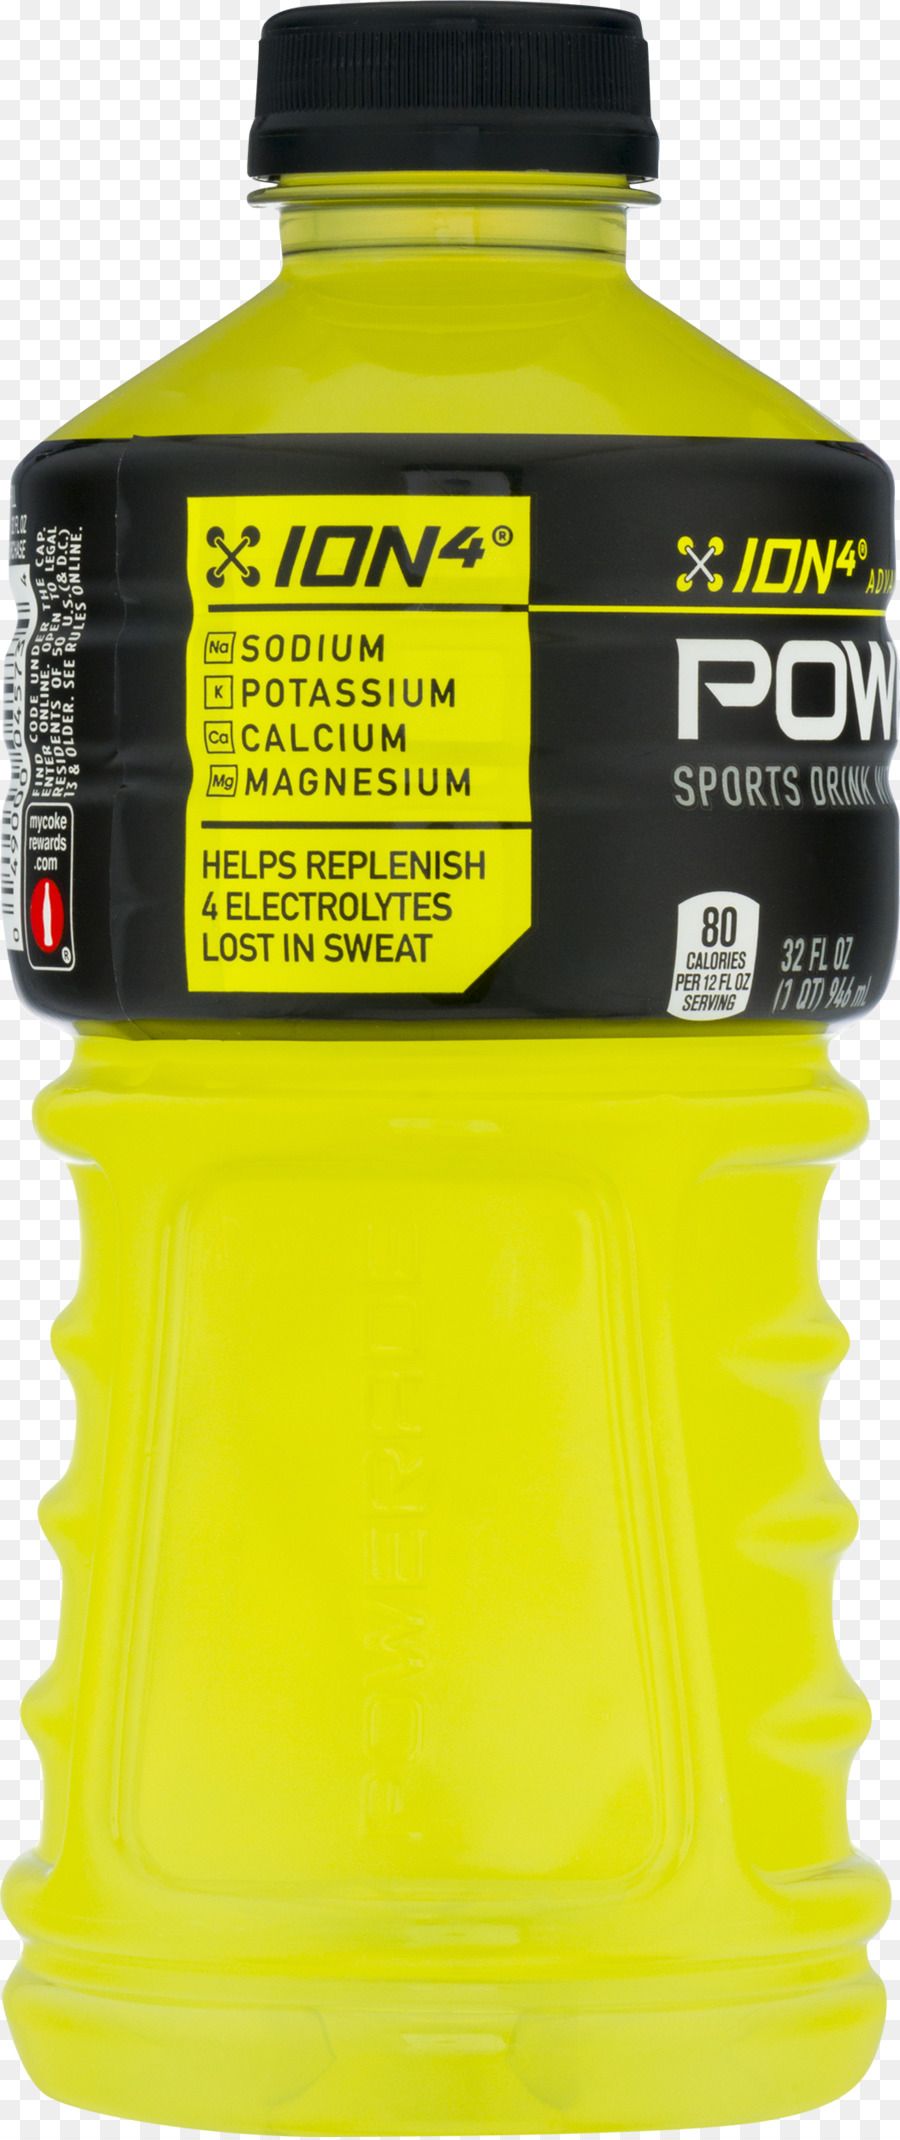 ION4®
Na SODIUM
K POTASSIUM
Ca CALCIUM
Mg MAGNESIUM
HELPS REPLENISH
4 ELECTROLYTES
LOST IN SWEAT
ION4® ADVA
POW
SPORTS DRINK
80
CALORIES
PER 12 FL OZ
SERVING
32 FL OZ
(1 QT) 946 mL
FIND CODE UNDER THE CAP.
ENTER ONLINE. OPEN TO LEGAL
RESIDENTS OF 50 U.S. (& D.C.)
13 & OLDER. SEE RULES ONLINE.
mycoke
rewards
.com
®
POWERADE